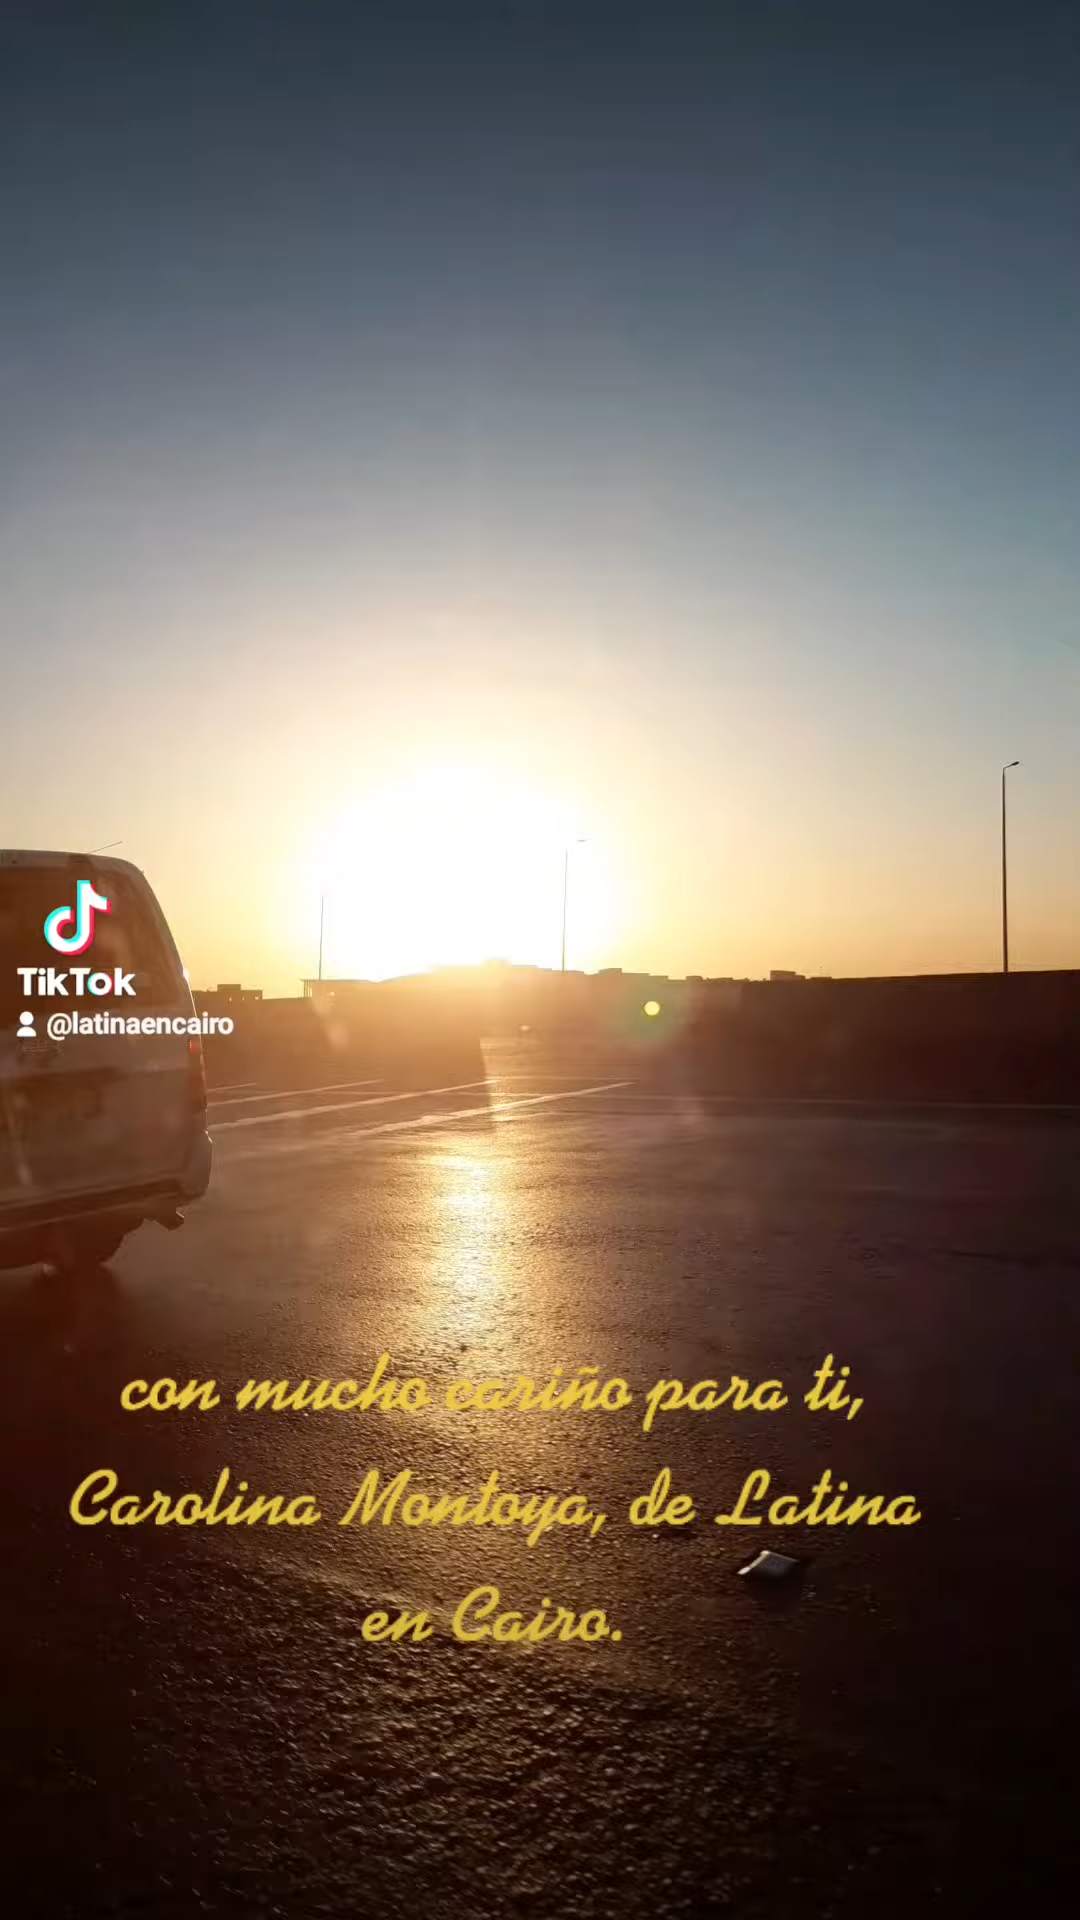 TikTok
@latinaencairo
con mucho cariño para ti,
Carolina Montoya, de Latina
en Cairo.